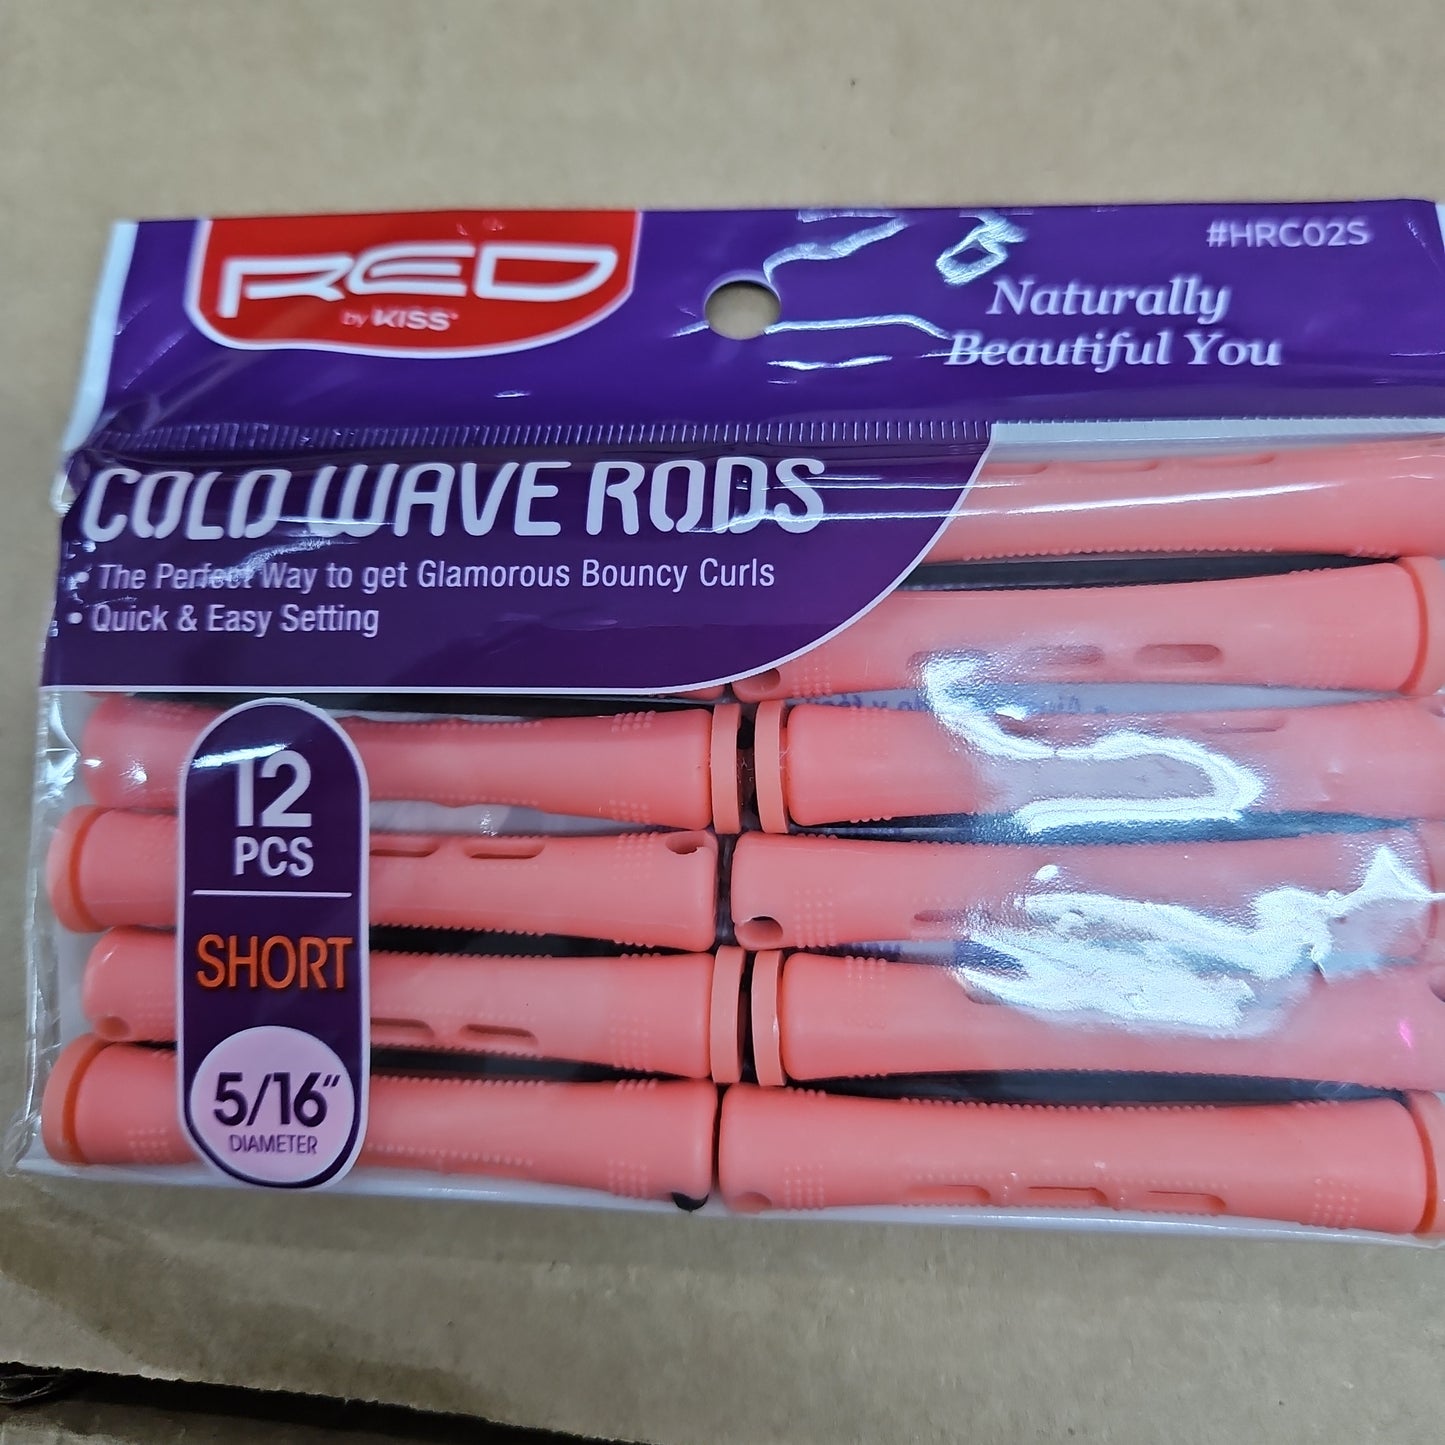 RED
by KISS
#HRC02S
Naturally
Beautiful You
COLD WAVE RODS
• The Perfect Way to get Glamorous Bouncy Curls
• Quick & Easy Setting
12
PCS
SHORT
5/16"
DIAMETER